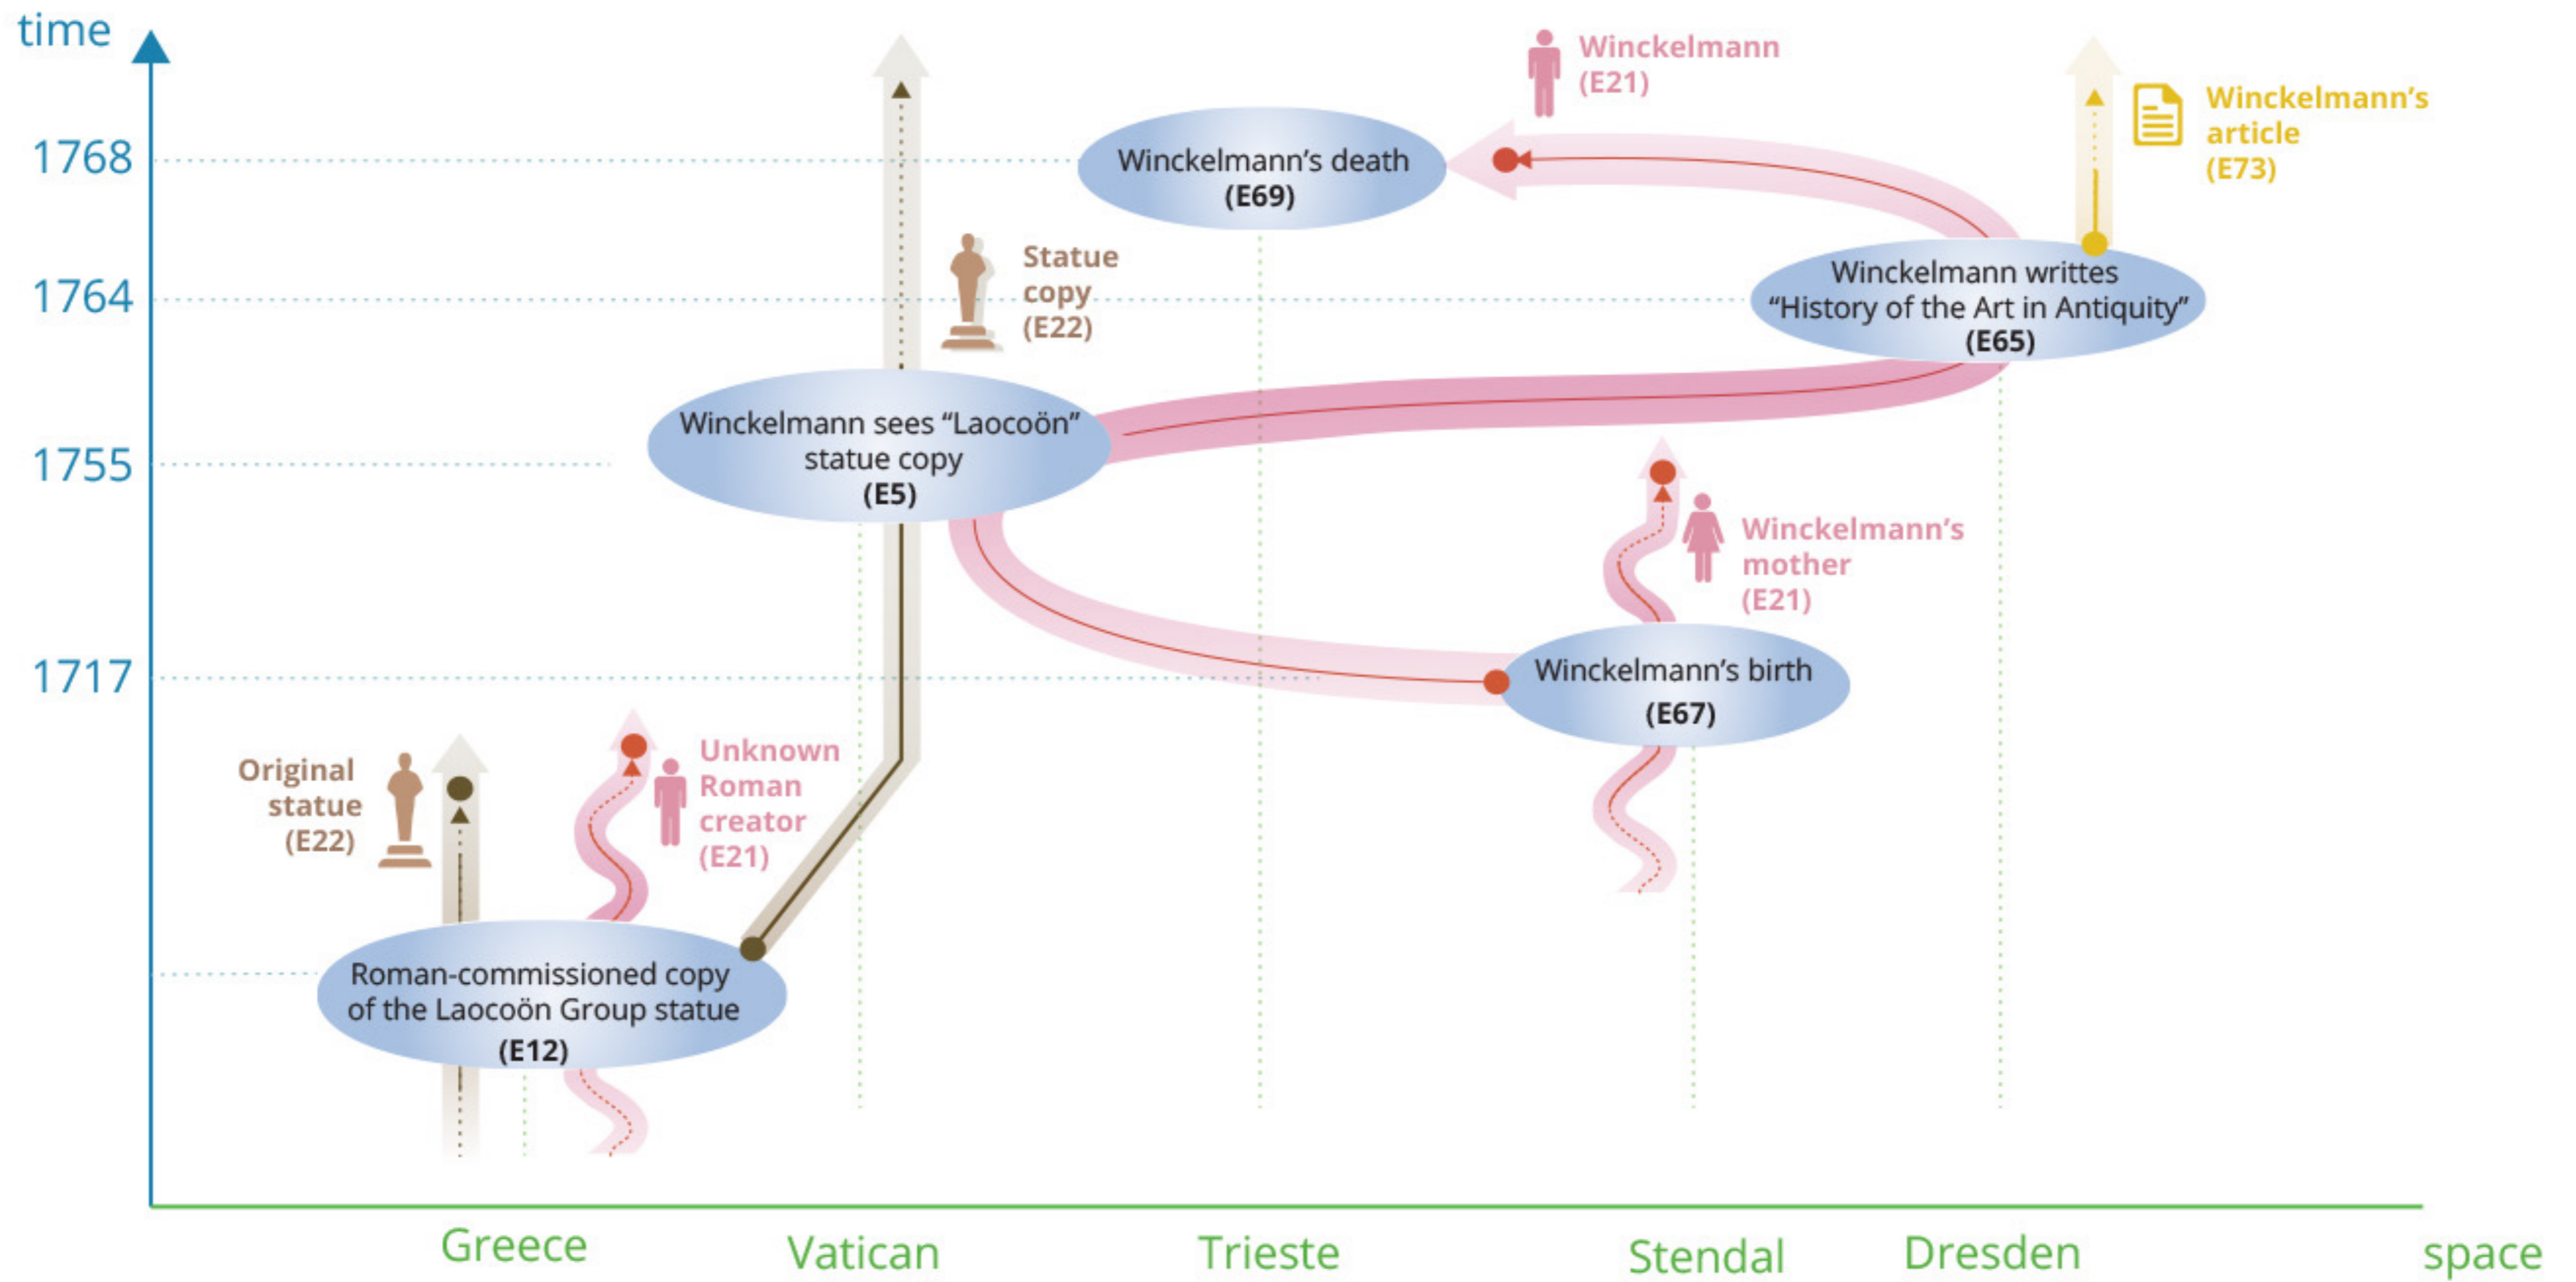 time
Winckelmann
(E21)
Winckelmann’s
article
(E73)
1768
Winckelmann’s death
(E69)
Statue
copy
(E22)
1764
Winckelmann writtes
“History of the Art in Antiquity”
(E65)
Winckelmann sees “Laocoön”
statue copy
(E5)
1755
Winckelmann’s
mother
(E21)
1717
Winckelmann’s birth
(E67)
Original
statue
(E22)
Unknown
Roman
creator
(E21)
Roman-commissioned copy
of the Laocoön Group statue
(E12)
Greece
Vatican
Trieste
Stendal
Dresden
space